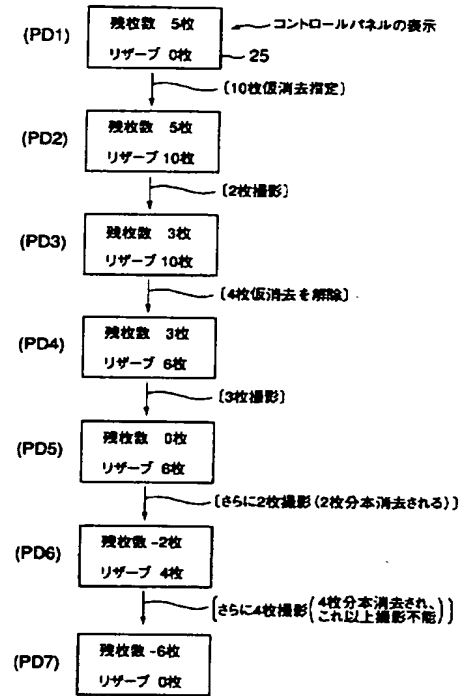 (PD1)
残枚数 5枚
リザーブ 0枚
コントロールパネルの表示
25
〔10枚仮消去指定〕
(PD2)
残枚数 5枚
リザーブ 10枚
〔2枚撮影〕
(PD3)
残枚数 3枚
リザーブ 10枚
〔4枚仮消去を解除〕
(PD4)
残枚数 3枚
リザーブ 6枚
〔3枚撮影〕
(PD5)
残枚数 0枚
リザーブ 6枚
〔さらに2枚撮影(2枚分本消去される)〕
(PD6)
残枚数 -2枚
リザーブ 4枚
〔さらに4枚撮影(4枚分本消去され、
これ以上撮影不能)〕
(PD7)
残枚数 -6枚
リザーブ 0枚